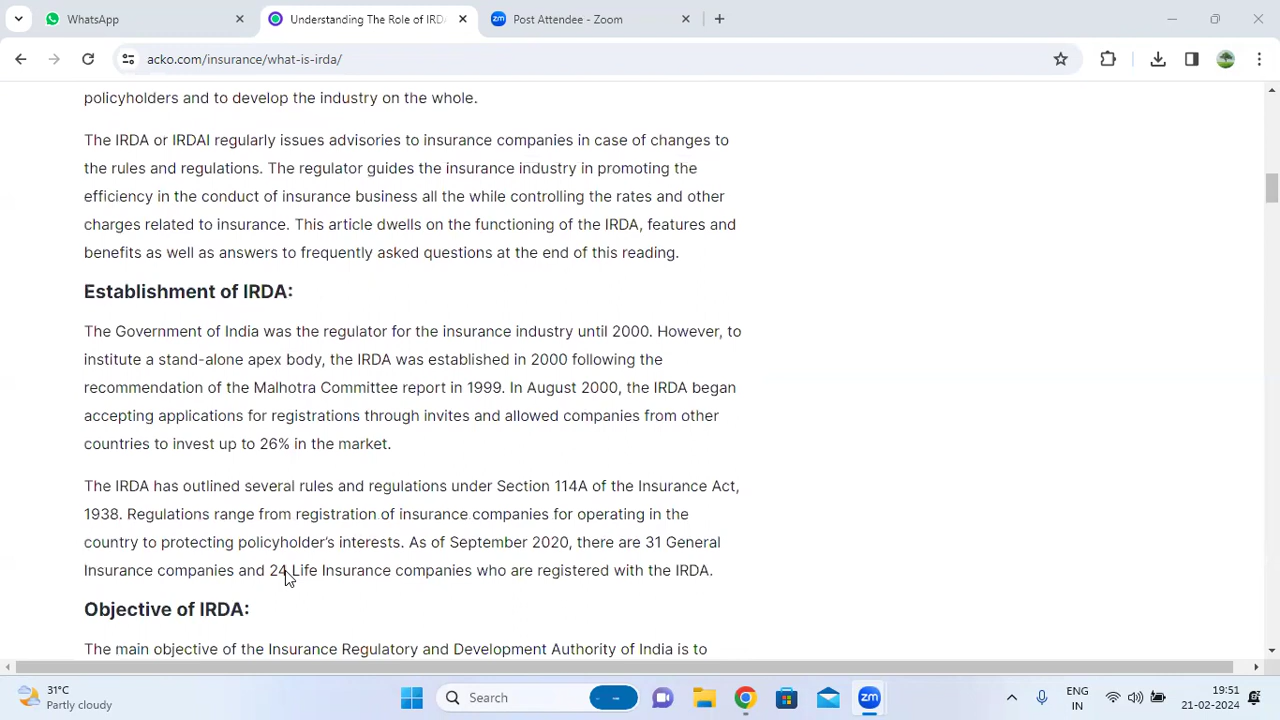 WhatsApp
Understanding The Role of IRD
Post Attendee - Zoom
acko.com/insurance/what-is-irda/
policyholders and to develop the industry on the whole.
The IRDA or IRDAI regularly issues advisories to insurance companies in case of changes to
the rules and regulations. The regulator guides the insurance industry in promoting the
efficiency in the conduct of insurance business all the while controlling the rates and other
charges related to insurance. This article dwells on the functioning of the IRDA, features and
benefits as well as answers to frequently asked questions at the end of this reading.
Establishment of IRDA:
The Government of India was the regulator for the insurance industry until 2000. However, to
institute a stand-alone apex body, the IRDA was established in 2000 following the
recommendation of the Malhotra Committee report in 1999. In August 2000, the IRDA began
accepting applications for registrations through invites and allowed companies from other
countries to invest up to 26% in the market.
The IRDA has outlined several rules and regulations under Section 114A of the Insurance Act,
1938. Regulations range from registration of insurance companies for operating in the
country to protecting policyholder’s interests. As of September 2020, there are 31 General
Insurance companies and 24 Life Insurance companies who are registered with the IRDA.
Objective of IRDA:
The main objective of the Insurance Regulatory and Development Authority of India is to
31°C
Partly cloudy
Search
zm
ENG
IN
19:51
21-02-2024